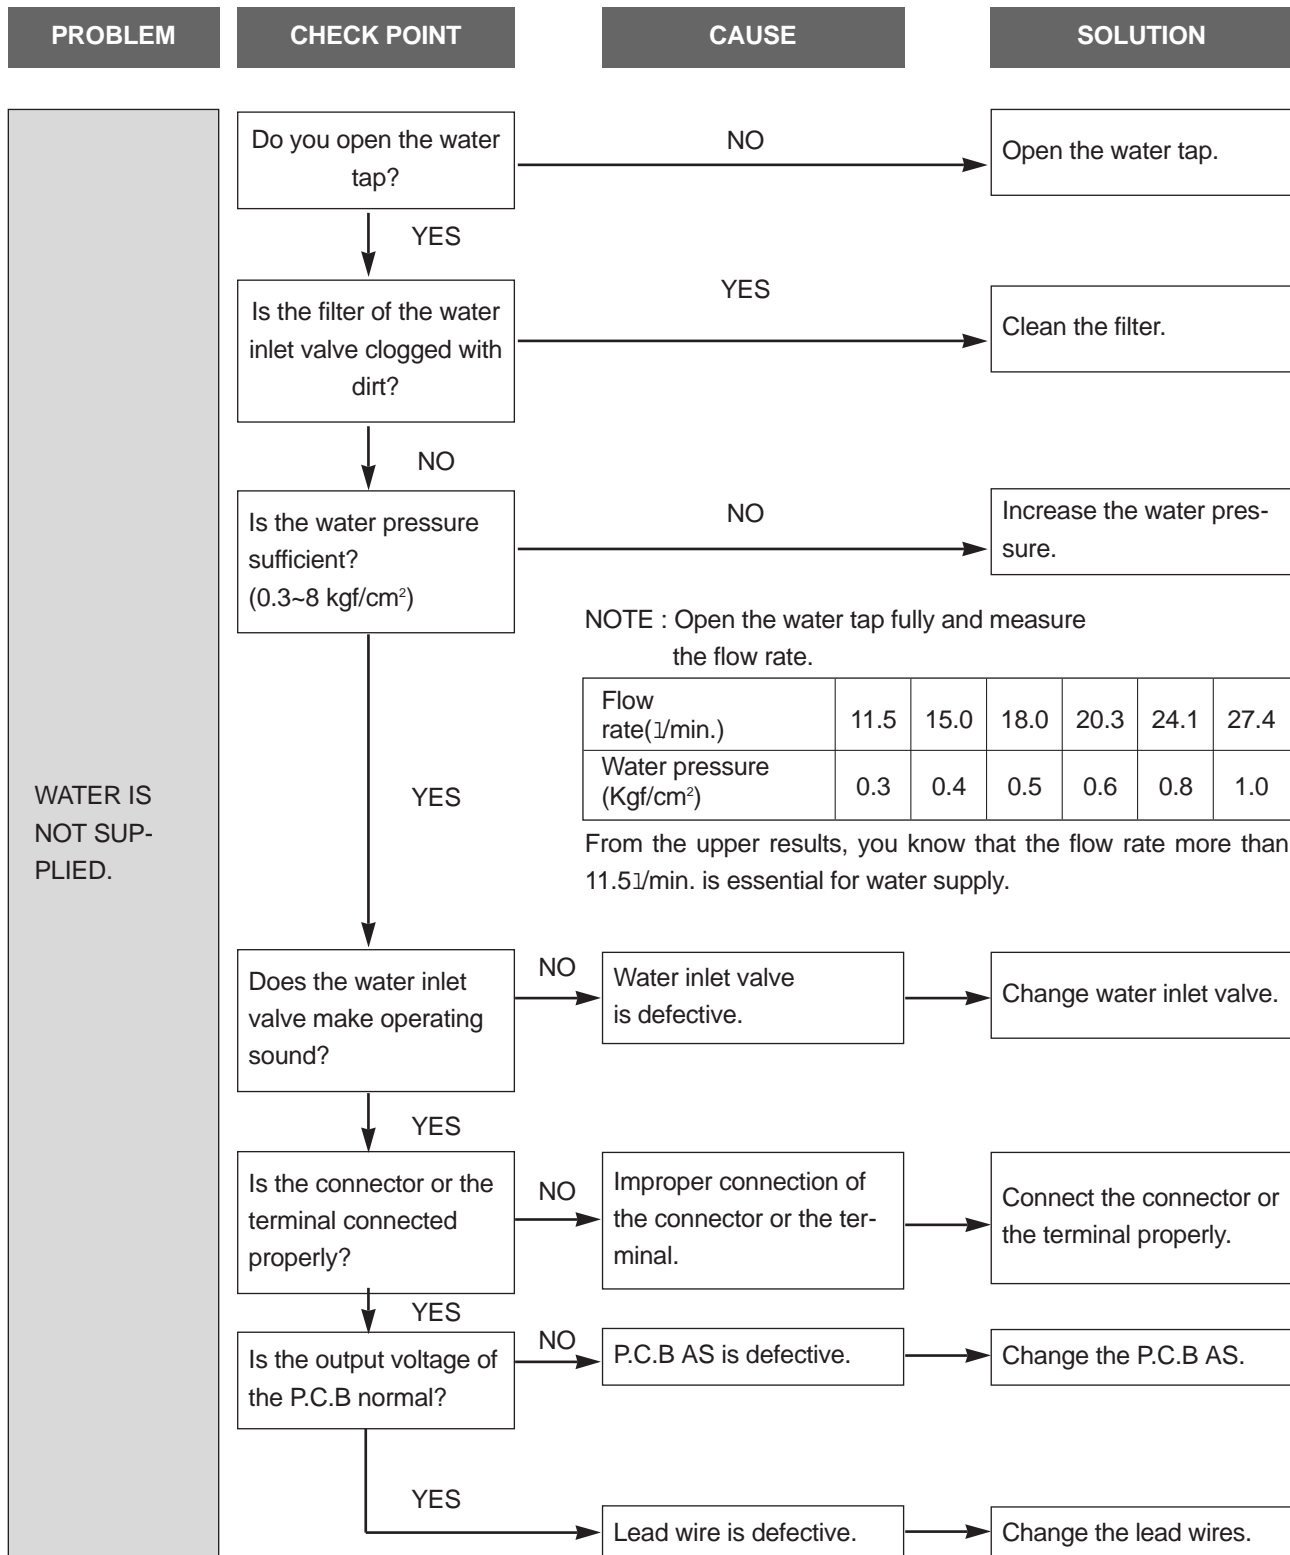 PROBLEM
CHECK POINT
CAUSE
SOLUTION
WATER IS
NOT SUP-
PLIED.
Do you open the water
tap?
NO
Open the water tap.
YES
Is the filter of the water
inlet valve clogged with
dirt?
YES
Clean the filter.
NO
Is the water pressure
sufficient?
(0.3~8 kgf/cm²)
NO
Increase the water pres-
sure.
NOTE : Open the water tap fully and measure
the flow rate.
Flow
rate(l/min.)
11.5 15.0 18.0 20.3 24.1 27.4
Water pressure
(Kgf/cm²)
0.3 0.4 0.5 0.6 0.8 1.0
From the upper results, you know that the flow rate more than
11.5l/min. is essential for water supply.
YES
Does the water inlet
valve make operating
sound?
NO
Water inlet valve
is defective.
Change water inlet valve.
YES
Is the connector or the
terminal connected
properly?
NO
Improper connection of
the connector or the ter-
minal.
Connect the connector or
the terminal properly.
YES
Is the output voltage of
the P.C.B normal?
NO
P.C.B AS is defective.
Change the P.C.B AS.
YES
Lead wire is defective.
Change the lead wires.